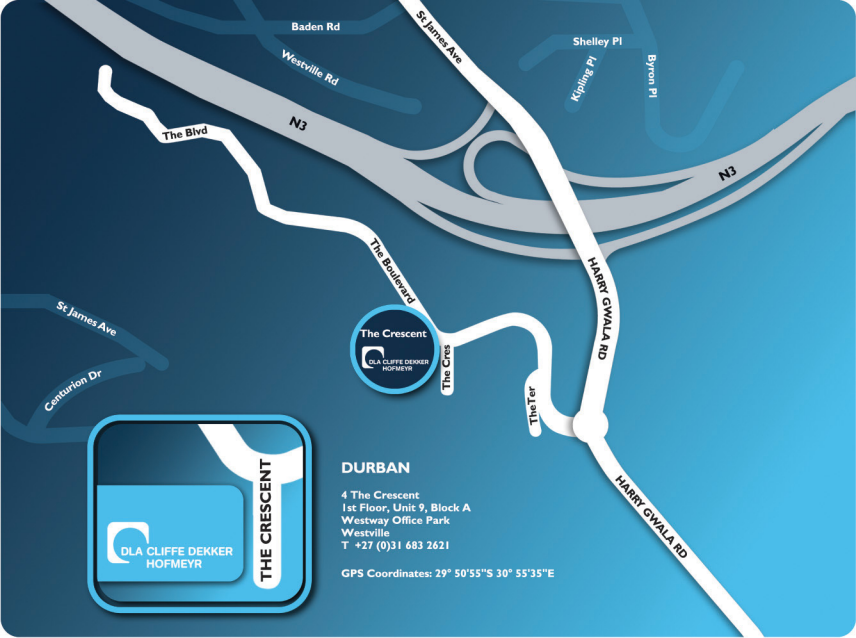 Baden Rd
Westville Rd
St James Ave
Shelley Pl
Kipling Pl
Byron Pl
The Blvd
N3
N3
The Boulevard
HARRY GWALA RD
St James Ave
Centurion Dr
The Crescent
DLA CLIFFE DEKKER
HOFMEYR
The Cres
TheTer
HARRY GWALA RD
THE CRESCENT
DLA CLIFFE DEKKER
HOFMEYR
DURBAN
4 The Crescent
1st Floor, Unit 9, Block A
Westway Office Park
Westville
T +27 (0)31 683 2621
GPS Coordinates: 29° 50'55"S 30° 55'35"E